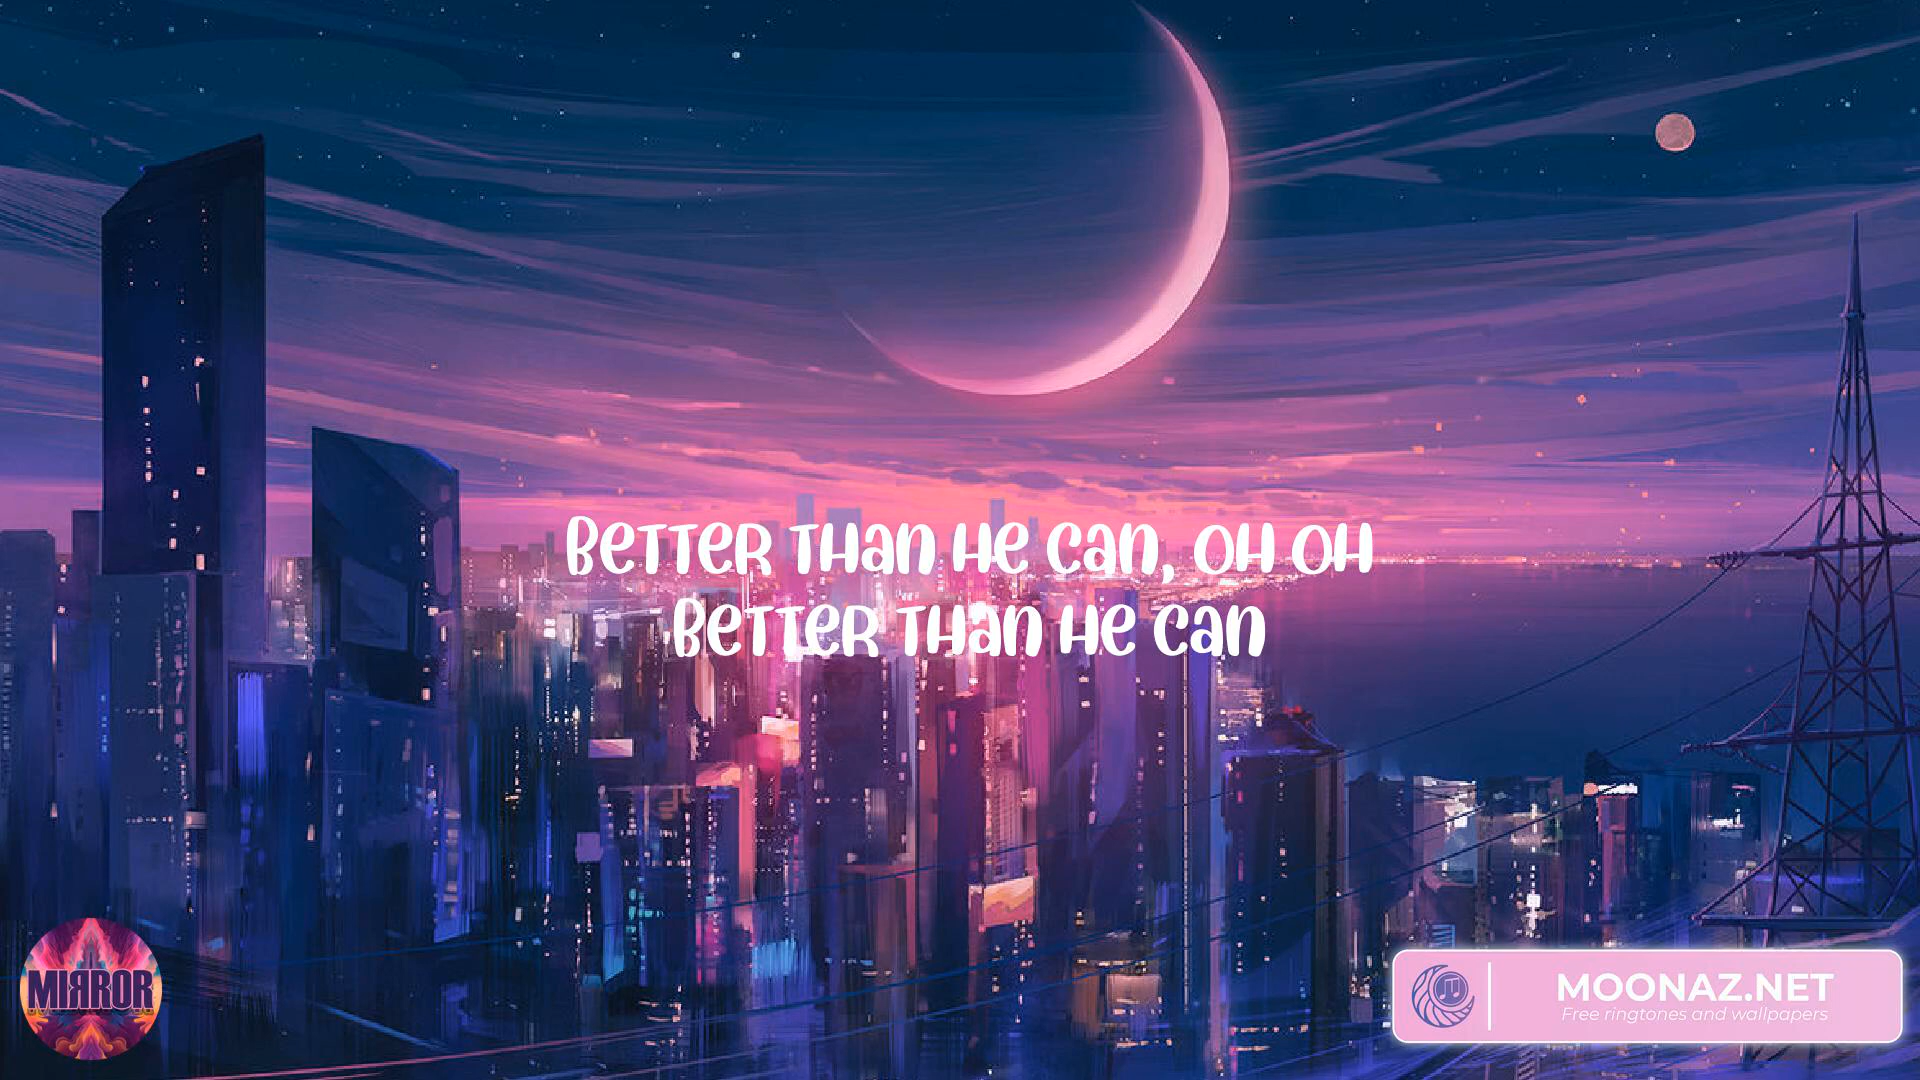 Better than he can, oh oh
Better than he can
MIRROR
MOONAZ.NET
Free ringtones and wallpapers